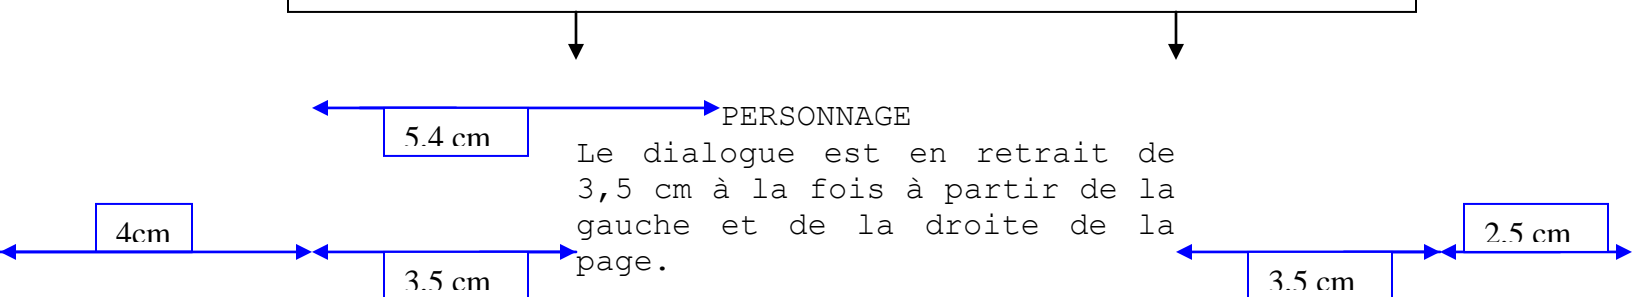 PERSONNAGE
5.4 cm
Le dialogue est en retrait de
3,5 cm à la fois à partir de la
gauche et de la droite de la
page.
4cm
2.5 cm
3.5 cm
3.5 cm